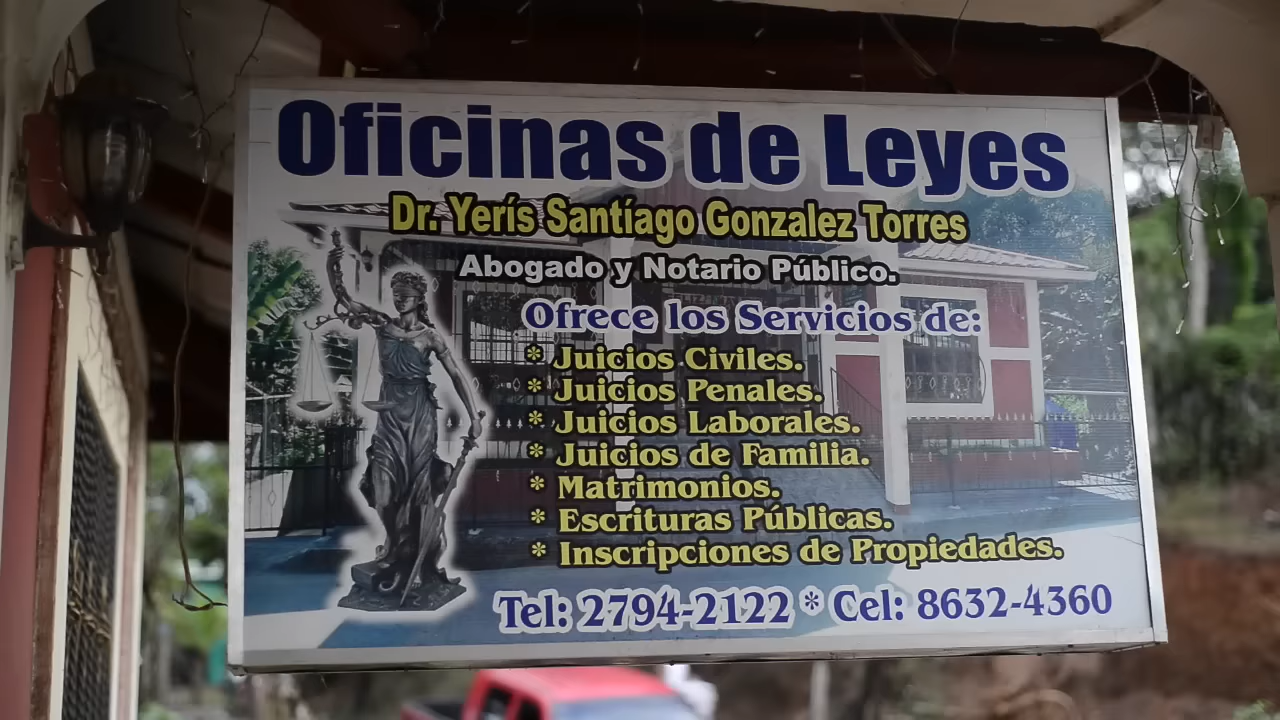 Oficinas de Leyes
Dr. Yerís Santíago Gonzalez Torres
Abogado y Notario Público.
Ofrece los Servicios de:
* Juicios Civiles.
* Juicios Penales.
* Juicios Laborales.
* Juicios de Familia.
* Matrimonios.
* Escrituras Públicas.
* Inscripciones de Propiedades.
Tel: 2794-2122 * Cel: 8632-4360